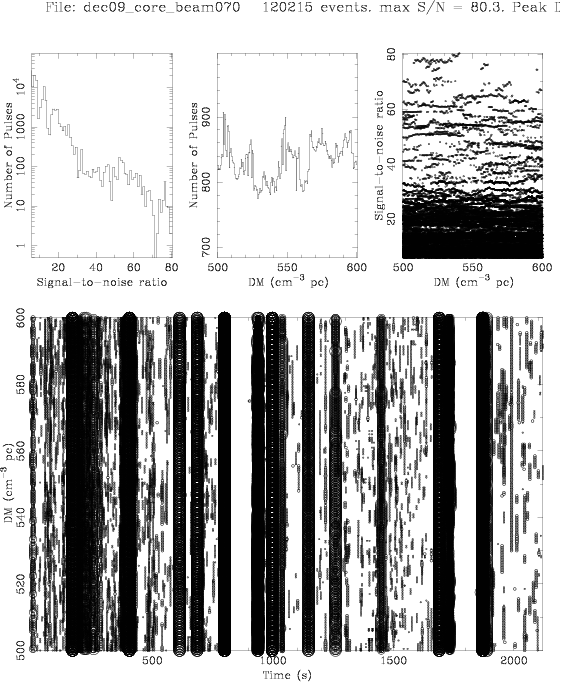 File: dec09_core_beam070 120215 events. max S/N = 80.3. Peak D
Number of Pulses
1 10 100 1000 10⁴
20 40 60 80
Signal-to-noise ratio
Number of Pulses
700 800 900
500 550 600
DM (cm⁻³ pc)
Signal-to-noise ratio
20 40 60 80
500 550 600
DM (cm⁻³ pc)
DM (cm⁻³ pc)
500 520 540 560 580 600
500 1000 1500 2000
Time (s)